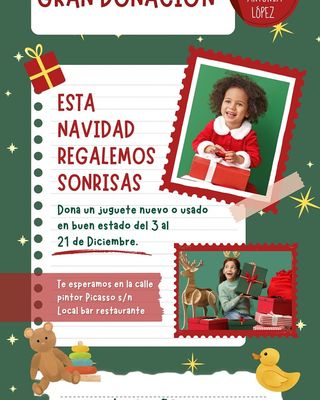 GRAN DONACIÓN
ANTONIA
LÓPEZ
ESTA
NAVIDAD
REGALEMOS
SONRISAS
Dona un juguete nuevo o usado
en buen estado del 3 al
21 de Diciembre.
Te esperamos en la calle
pintor Picasso s/n
Local bar restaurante